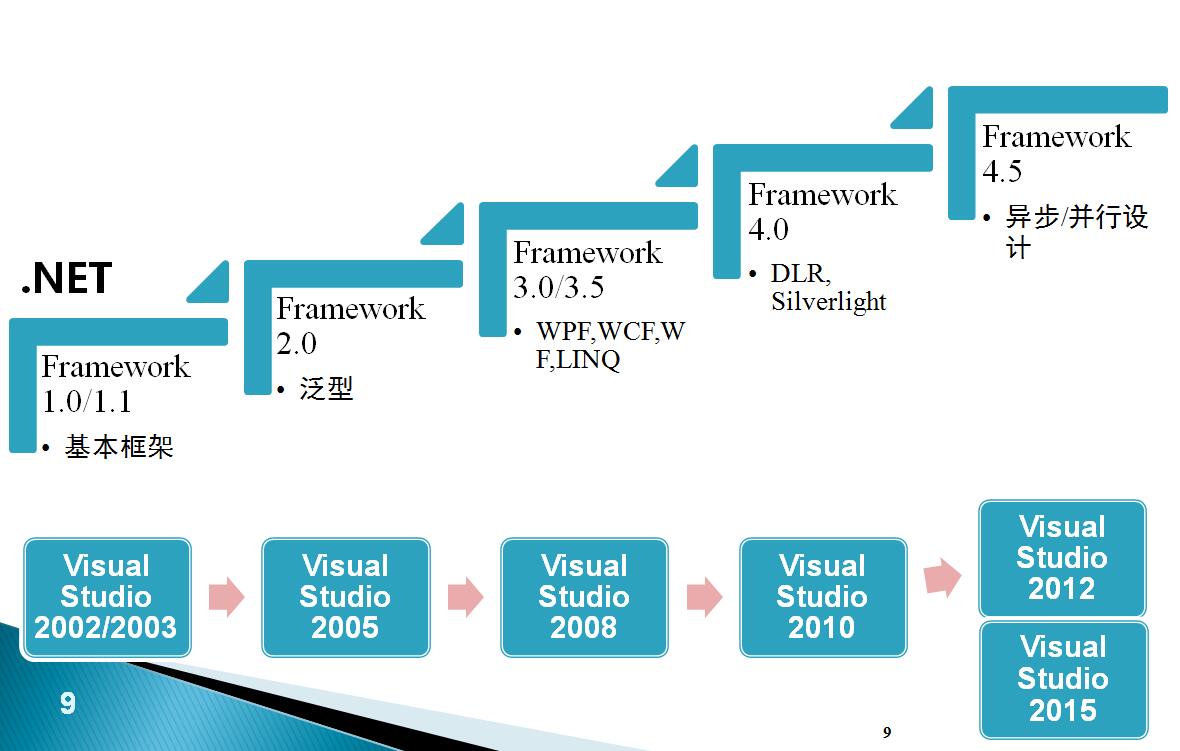 .NET
Framework
1.0/1.1
• 基本框架
Framework
2.0
• 泛型
Framework
3.0/3.5
• WPF,WCF,W
F,LINQ
Framework
4.0
• DLR,
Silverlight
Framework
4.5
• 异步/并行设
计
Visual
Studio
2002/2003
Visual
Studio
2005
Visual
Studio
2008
Visual
Studio
2010
Visual
Studio
2012
Visual
Studio
2015
9
9